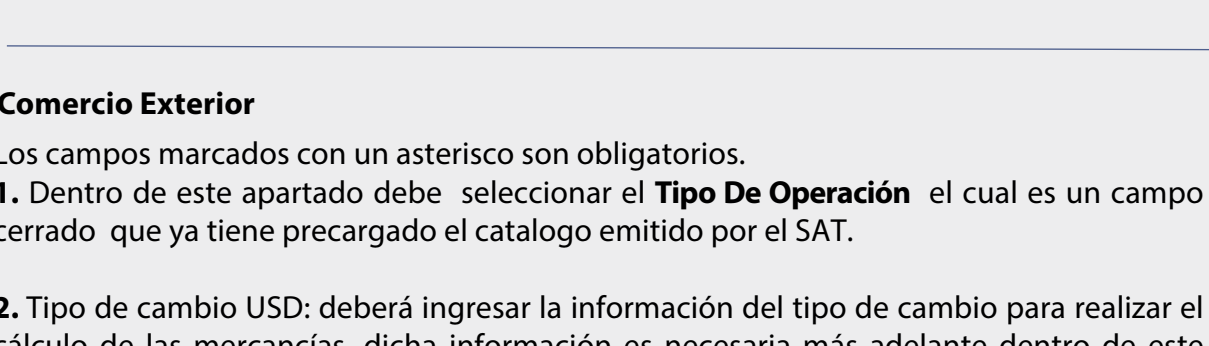 Comercio Exterior
Los campos marcados con un asterisco son obligatorios.
1. Dentro de este apartado debe seleccionar el Tipo De Operación el cual es un campo
cerrado que ya tiene precargado el catalogo emitido por el SAT.
2. Tipo de cambio USD: deberá ingresar la información del tipo de cambio para realizar el
cálculo de las mercancías, dicha información es necesaria más adelante dentro de este